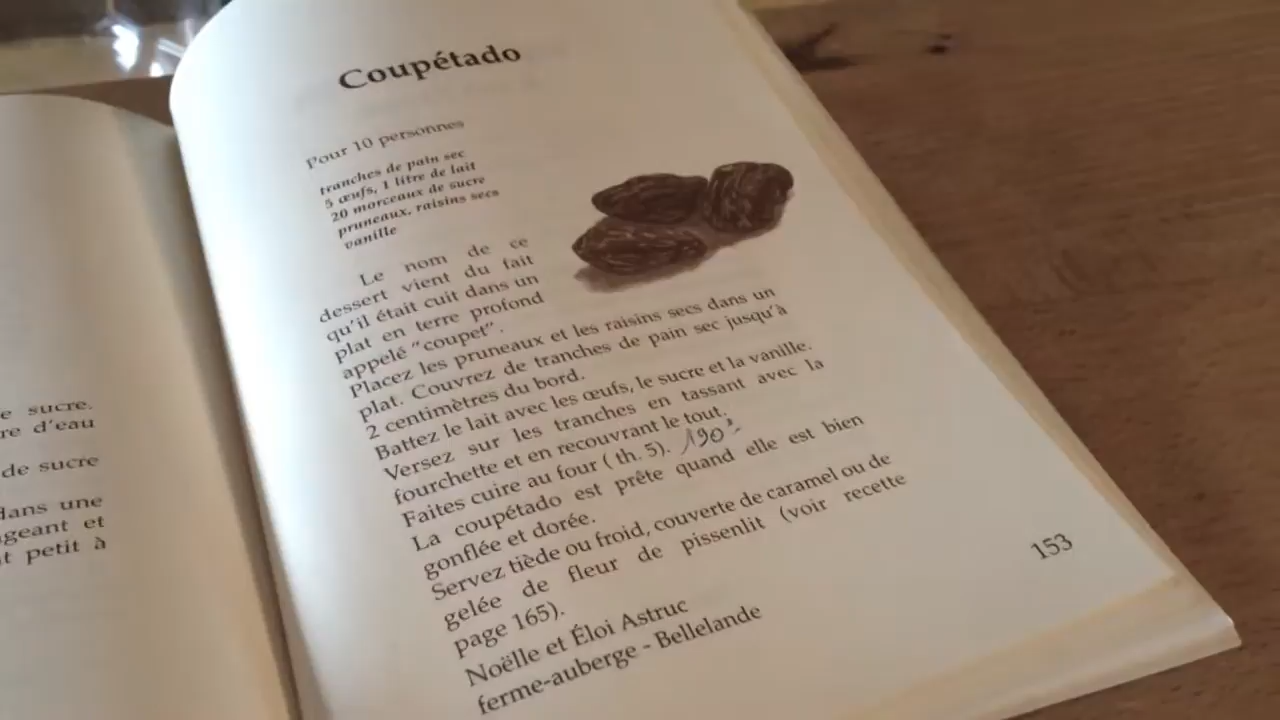 e sucre.
re d'eau
de sucre
dans une
geant et
t petit à
Coupétado
Pour 10 personnes
tranches de pain sec
5 œufs, 1 litre de lait
20 morceaux de sucre
pruneaux, raisins secs
vanille
Le nom de ce
dessert vient du fait
qu'il était cuit dans un
plat en terre profond
appelé "coupet".
Placez les pruneaux et les raisins secs dans un
plat. Couvrez de tranches de pain sec jusqu'à
2 centimètres du bord.
Battez le lait avec les œufs, le sucre et la vanille.
Versez sur les tranches en tassant avec la
fourchette et en recouvrant le tout.
Faites cuire au four ( th. 5). 190°
La coupétado est prête quand elle est bien
gonflée et dorée.
Servez tiède ou froid, couverte de caramel ou de
gelée de fleur de pissenlit (voir recette
page 165).
Noëlle et Éloi Astruc
ferme-auberge - Bellelande
153